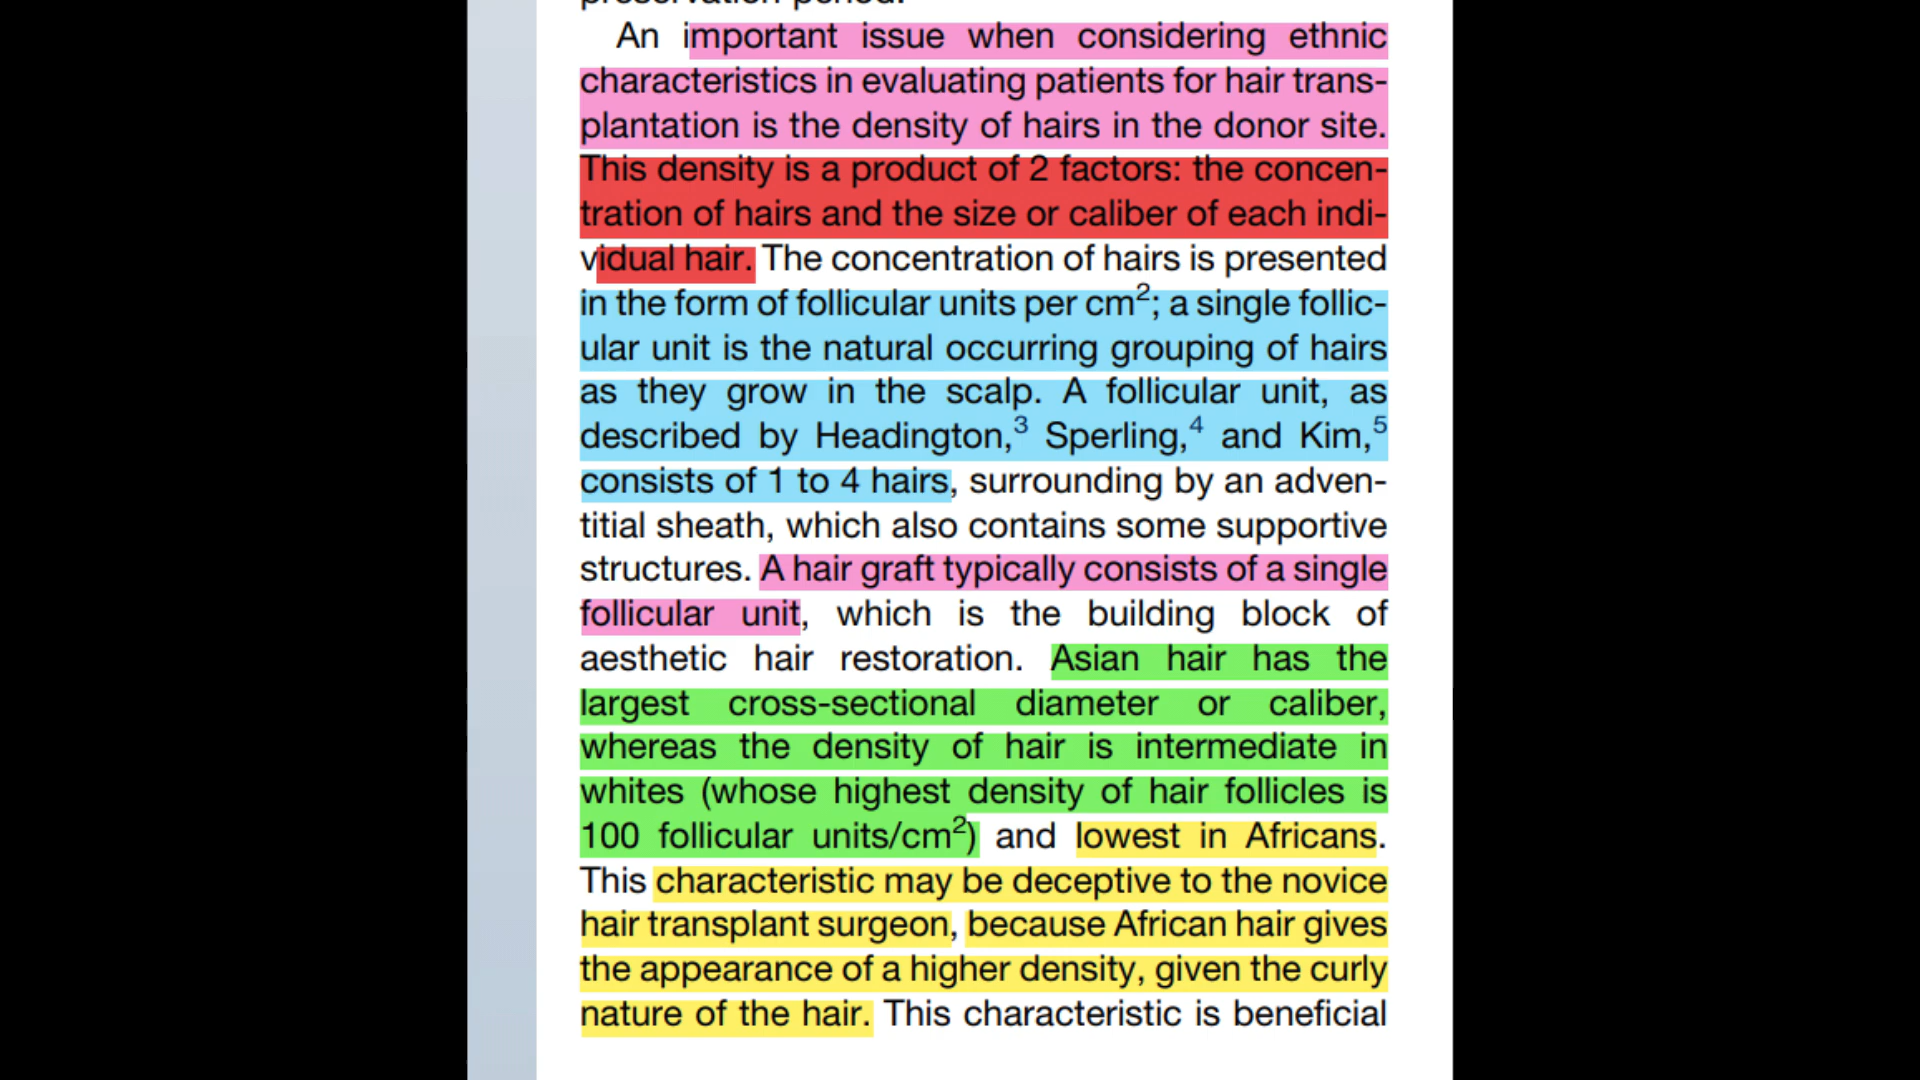 preservation period.
An important issue when considering ethnic
characteristics in evaluating patients for hair trans-
plantation is the density of hairs in the donor site.
This density is a product of 2 factors: the concen-
tration of hairs and the size or caliber of each indi-
vidual hair. The concentration of hairs is presented
in the form of follicular units per cm²; a single follic-
ular unit is the natural occurring grouping of hairs
as they grow in the scalp. A follicular unit, as
described by Headington,³ Sperling,⁴ and Kim,⁵
consists of 1 to 4 hairs, surrounding by an adven-
titial sheath, which also contains some supportive
structures. A hair graft typically consists of a single
follicular unit, which is the building block of
aesthetic hair restoration. Asian hair has the
largest cross-sectional diameter or caliber,
whereas the density of hair is intermediate in
whites (whose highest density of hair follicles is
100 follicular units/cm²) and lowest in Africans.
This characteristic may be deceptive to the novice
hair transplant surgeon, because African hair gives
the appearance of a higher density, given the curly
nature of the hair. This characteristic is beneficial